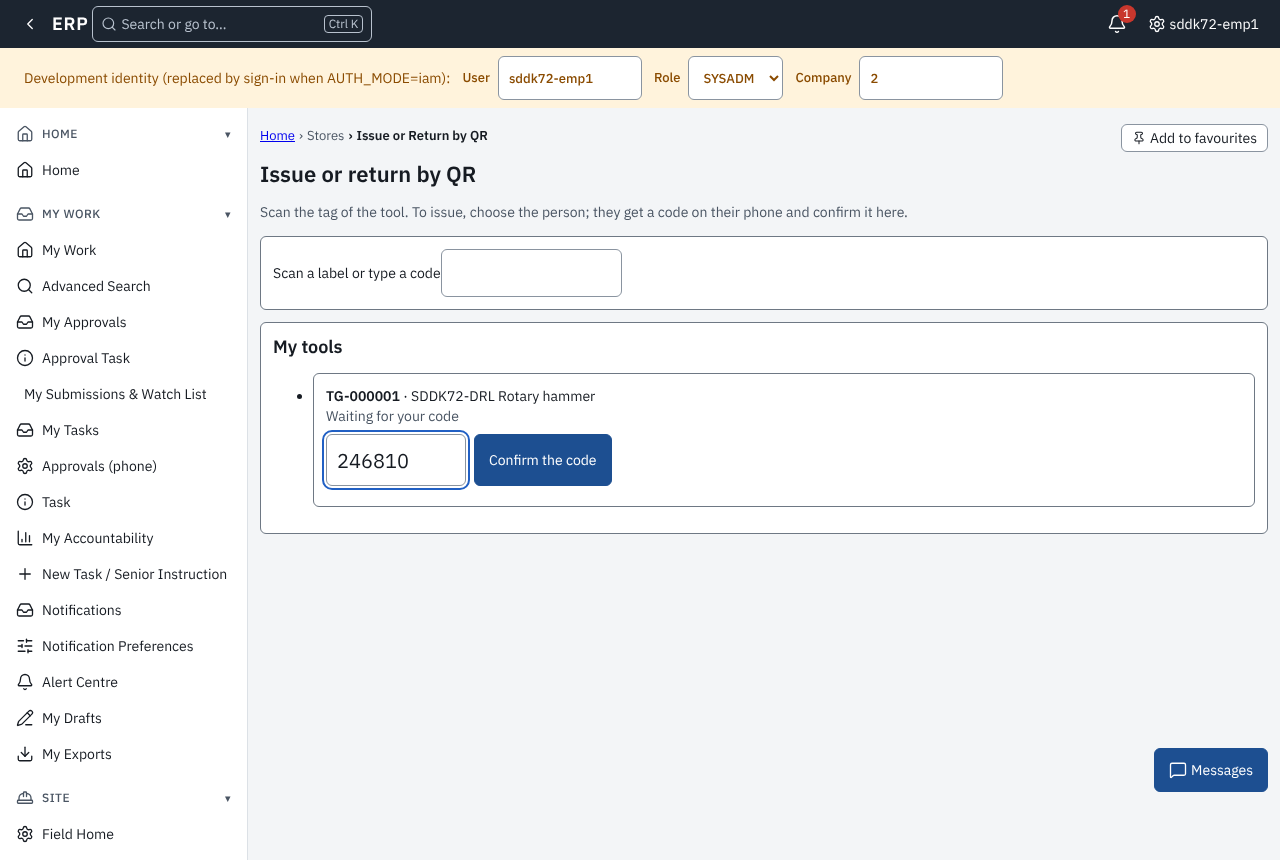 ERP
Search or go to...
Ctrl K
1
sddk72-emp1
Development identity (replaced by sign-in when AUTH_MODE=iam):
User
sddk72-emp1
Role
SYSADM
Company
2
HOME
Home
MY WORK
My Work
Advanced Search
My Approvals
Approval Task
My Submissions & Watch List
My Tasks
Approvals (phone)
Task
My Accountability
New Task / Senior Instruction
Notifications
Notification Preferences
Alert Centre
My Drafts
My Exports
SITE
Field Home
Home › Stores › Issue or Return by QR
Add to favourites
Issue or return by QR
Scan the tag of the tool. To issue, choose the person; they get a code on their phone and confirm it here.
Scan a label or type a code
My tools
TG-000001 · SDDK72-DRL Rotary hammer
Waiting for your code
246810
Confirm the code
Messages